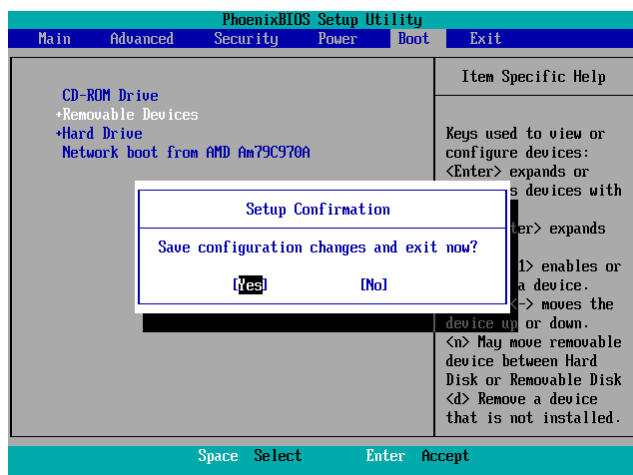 PhoenixBIOS Setup Utility
Main Advanced Security Power Boot Exit
CD-ROM Drive
+Removable Devices
+Hard Drive
Network boot from AMD Am79C970A
Setup Confirmation
Save configuration changes and exit now?
[Yes] [No]
Item Specific Help
Keys used to view or
configure devices:
<Enter> expands or
s devices with
ter> expands
1> enables or
a device.
<-> moves the
device up or down.
<n> May move removable
device between Hard
Disk or Removable Disk
<d> Remove a device
that is not installed.
Space Select Enter Accept